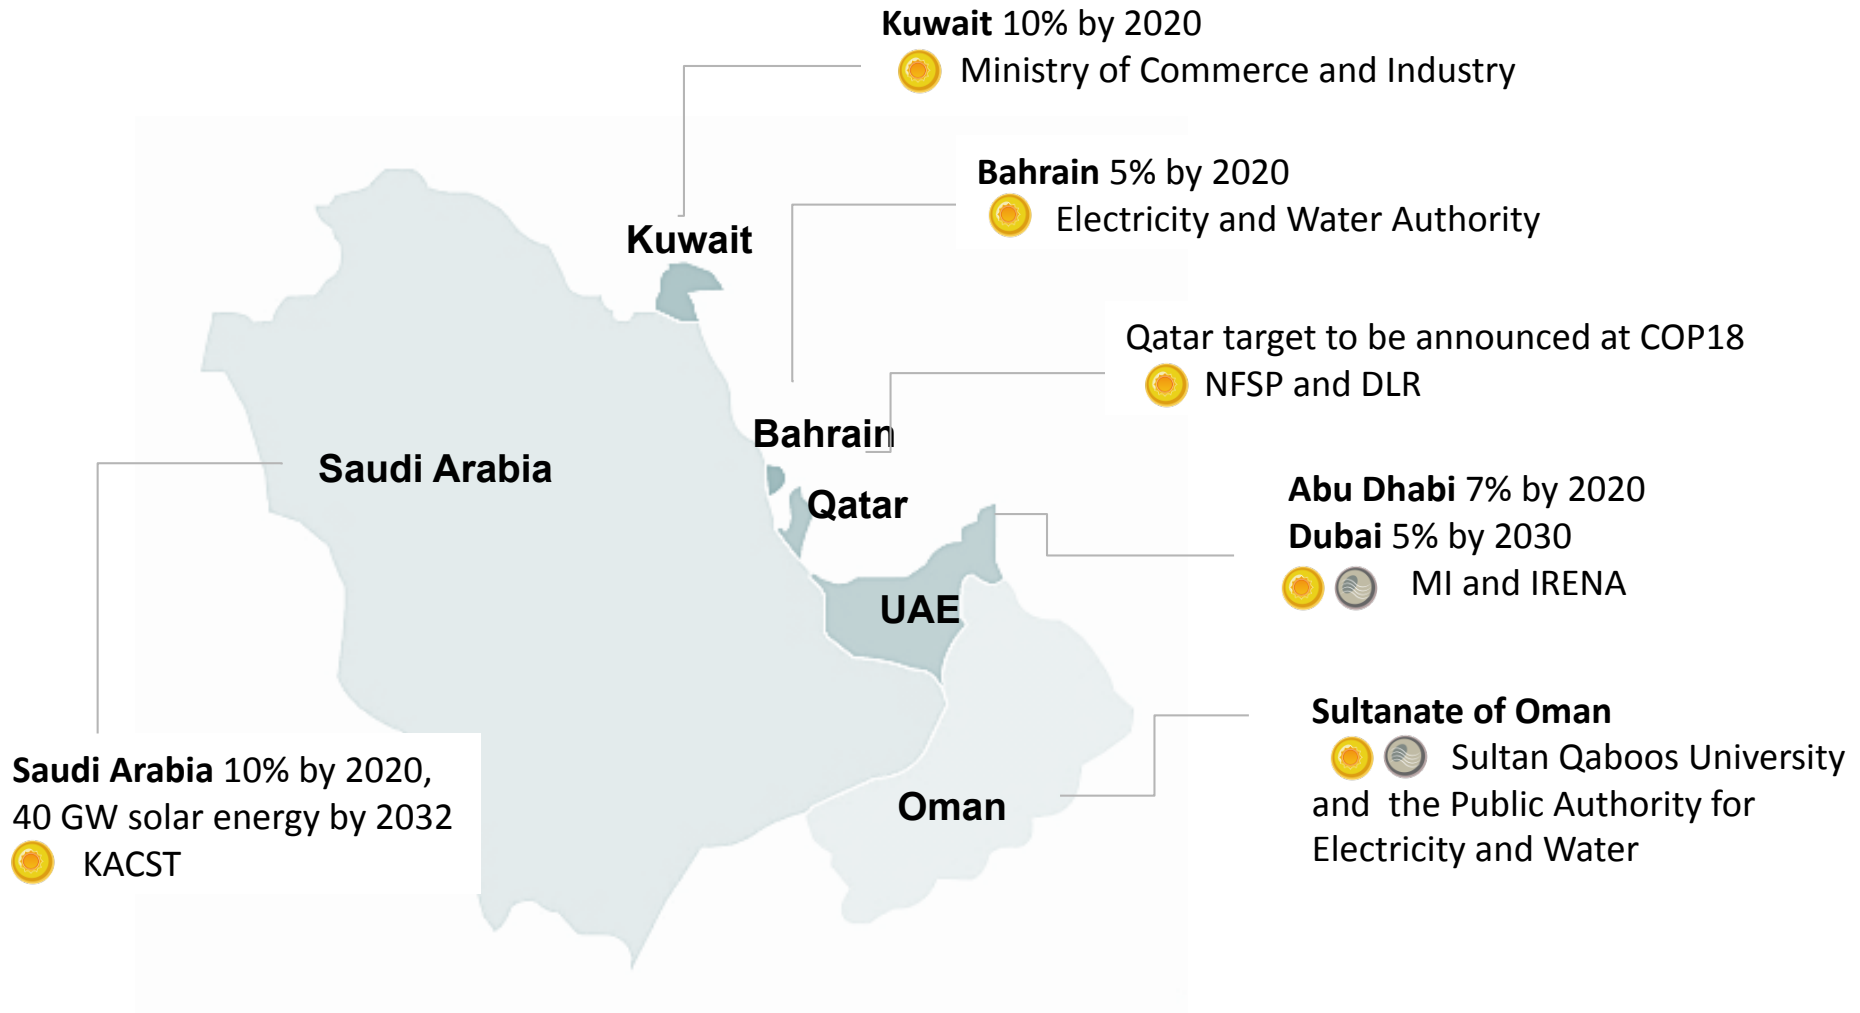 Kuwait 10% by 2020
Ministry of Commerce and Industry
Bahrain 5% by 2020
Electricity and Water Authority
Kuwait
Qatar target to be announced at COP18
NFSP and DLR
Bahrain
Saudi Arabia
Qatar
Abu Dhabi 7% by 2020
Dubai 5% by 2030
MI and IRENA
UAE
Sultanate of Oman
Sultan Qaboos University
and the Public Authority for
Electricity and Water
Oman
Saudi Arabia 10% by 2020,
40 GW solar energy by 2032
KACST